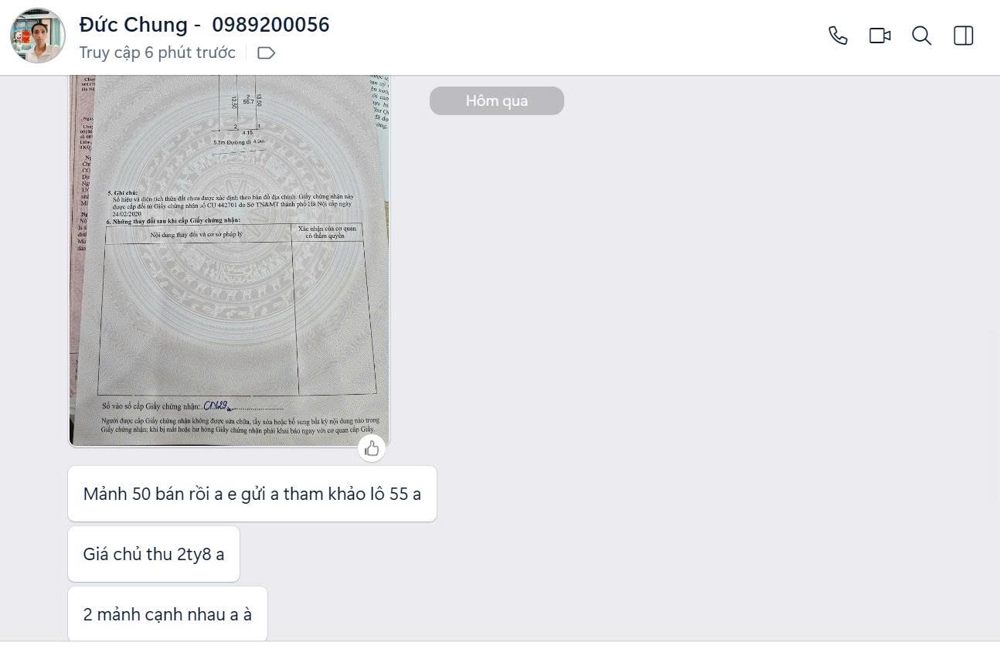 Đức Chung - 0989200056
Truy cập 6 phút trước
Hôm qua
13.50
2
55.7
13.50
2
1
4.15
5.3m Đường đi 4.9m
5. Ghi chú:
Số hiệu và diện tích thửa đất chưa được xác định theo bản đồ địa chính. Giấy chứng nhận này
được cấp đổi từ Giấy chứng nhận số CU 442701 do Sở TN&MT thành phố Hà Nội cấp ngày
24/02/2020.
6. Những thay đổi sau khi cấp Giấy chứng nhận:
Nội dung thay đổi và cơ sở pháp lý
Xác nhận của cơ quan
có thẩm quyền
Số vào sổ cấp Giấy chứng nhận:
Người được cấp Giấy chứng nhận không được sửa chữa, tẩy xóa hoặc bổ sung bất kỳ nội dung nào trong
Giấy chứng nhận; khi bị mất hoặc hư hỏng Giấy chứng nhận phải khai báo ngay với cơ quan cấp Giấy.
Mảnh 50 bán rồi a e gửi a tham khảo lô 55 a
Giá chủ thu 2ty8 a
2 mảnh cạnh nhau a à